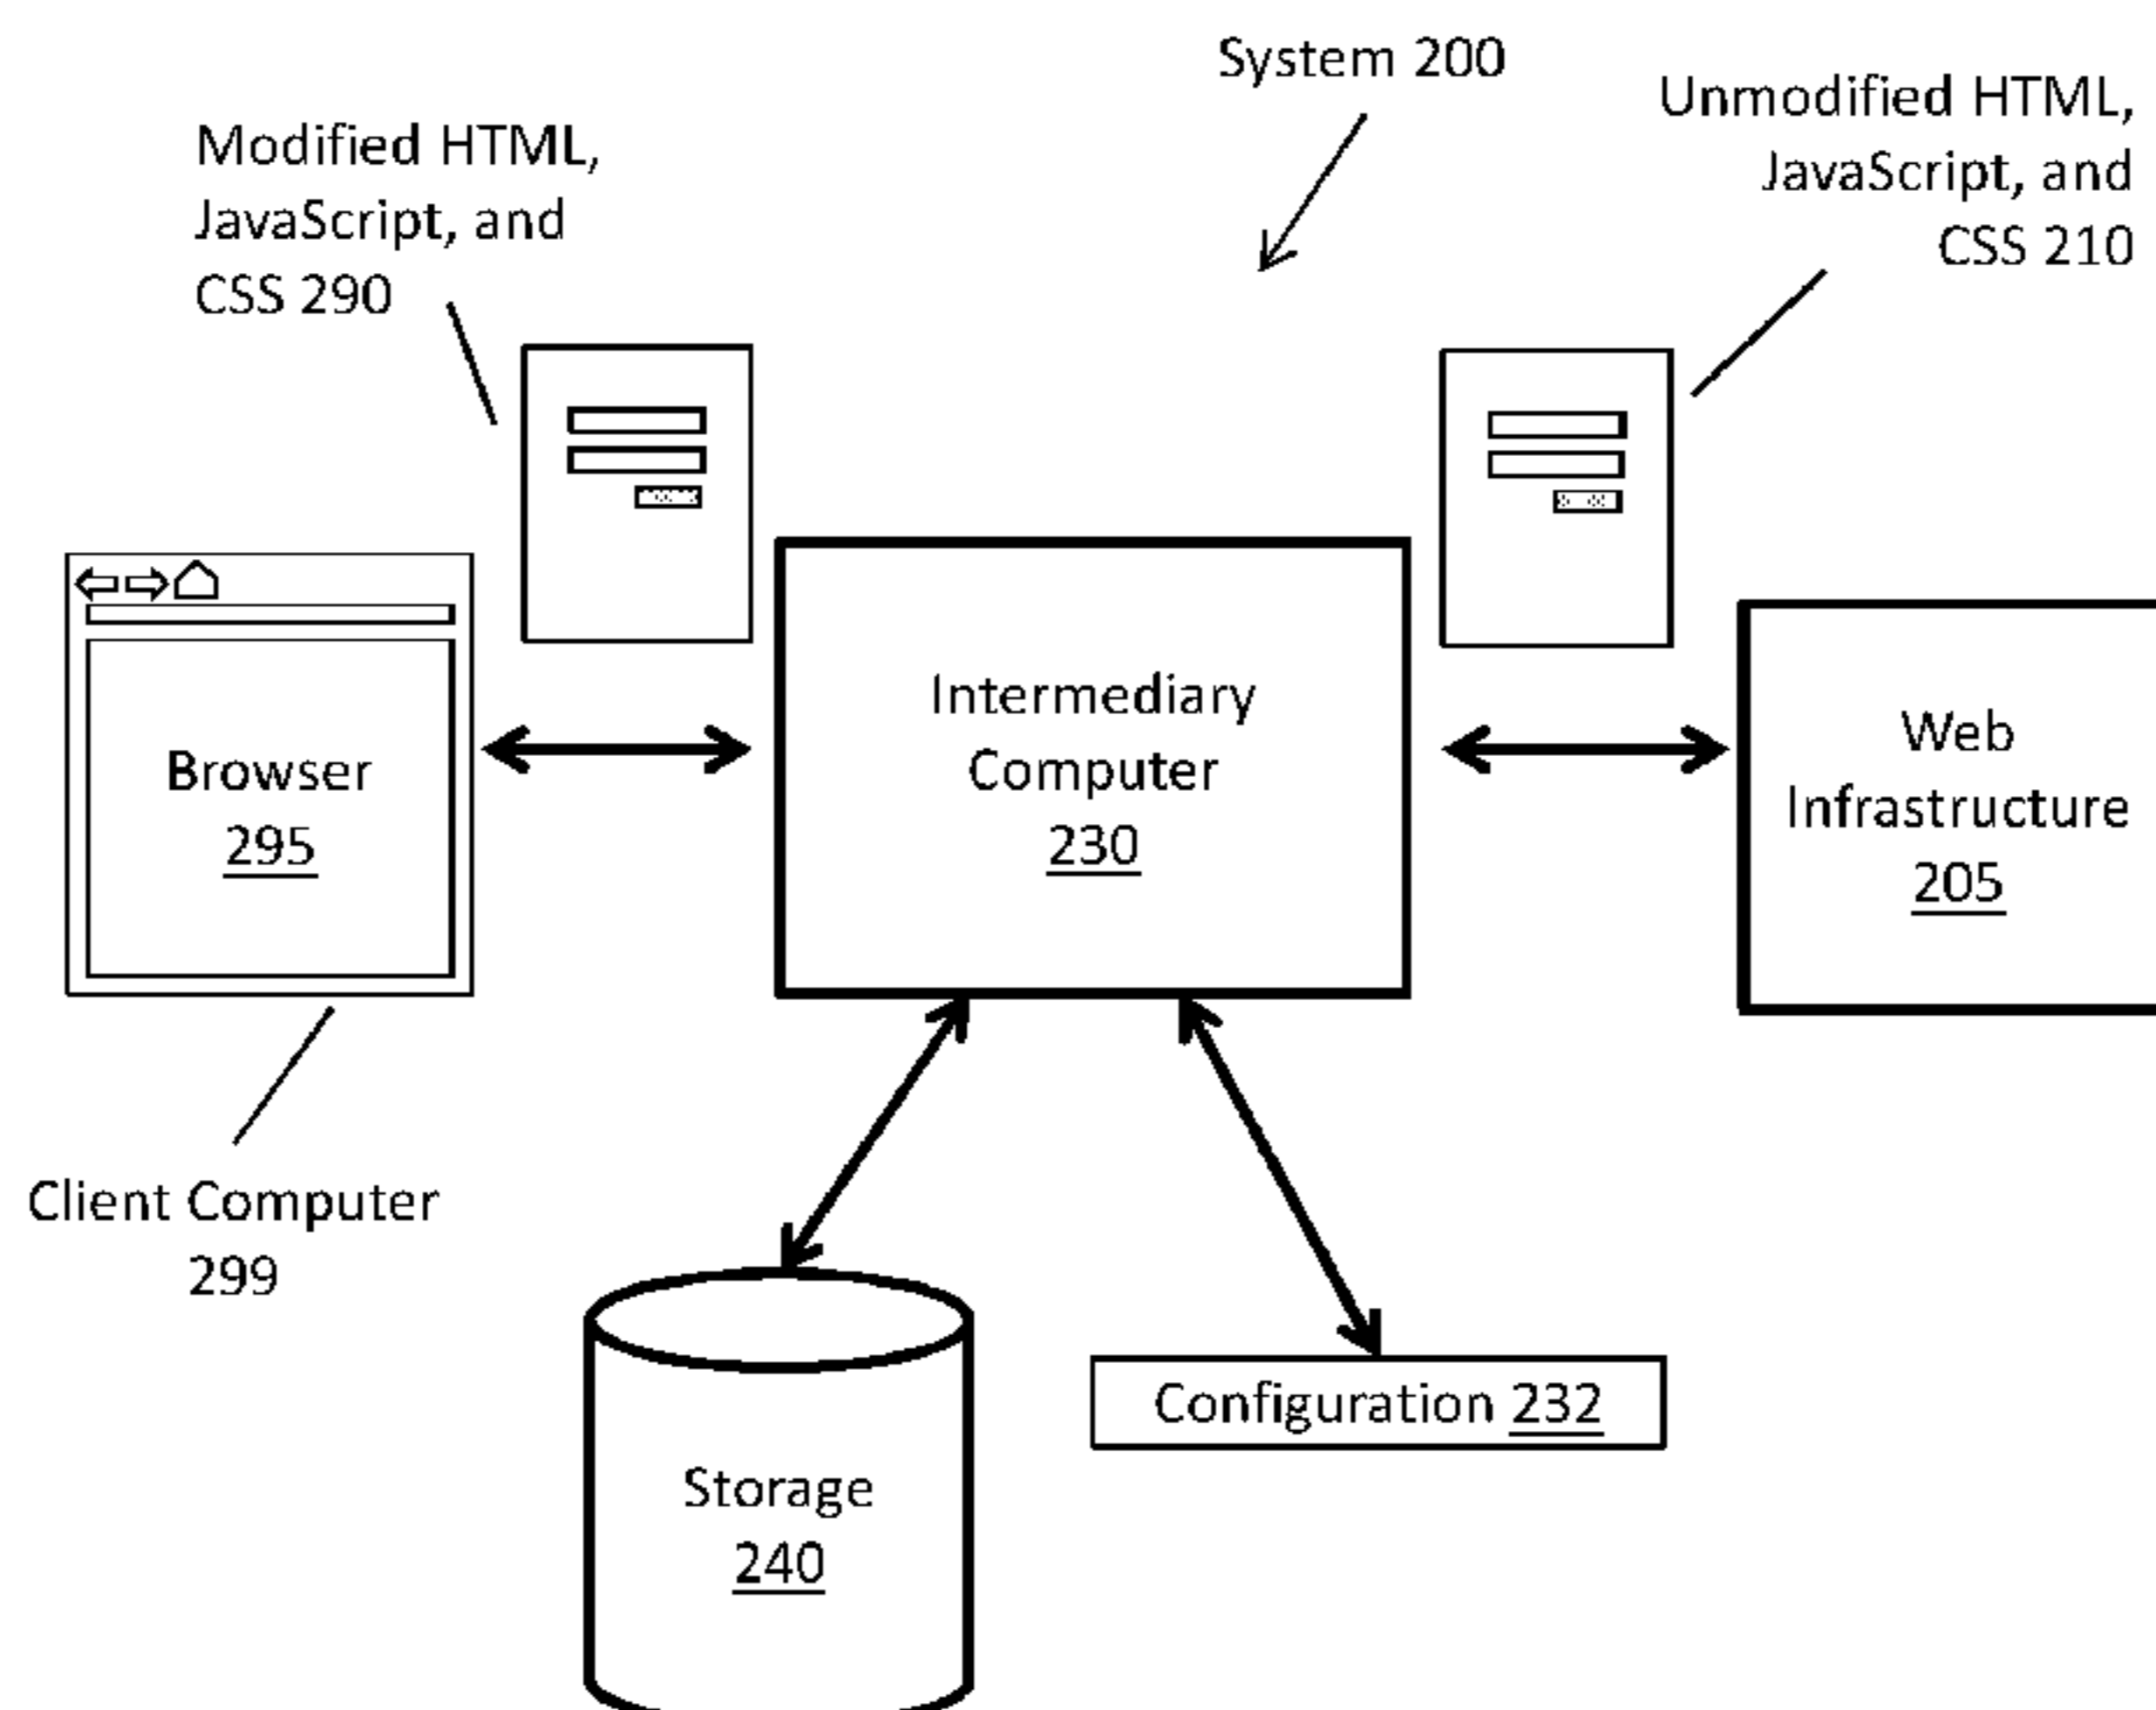 System 200
Unmodified HTML,
JavaScript, and
CSS 210
Modified HTML,
JavaScript, and
CSS 290
Browser
295
Intermediary
Computer
230
Web
Infrastructure
205
Client Computer
299
Storage
240
Configuration 232